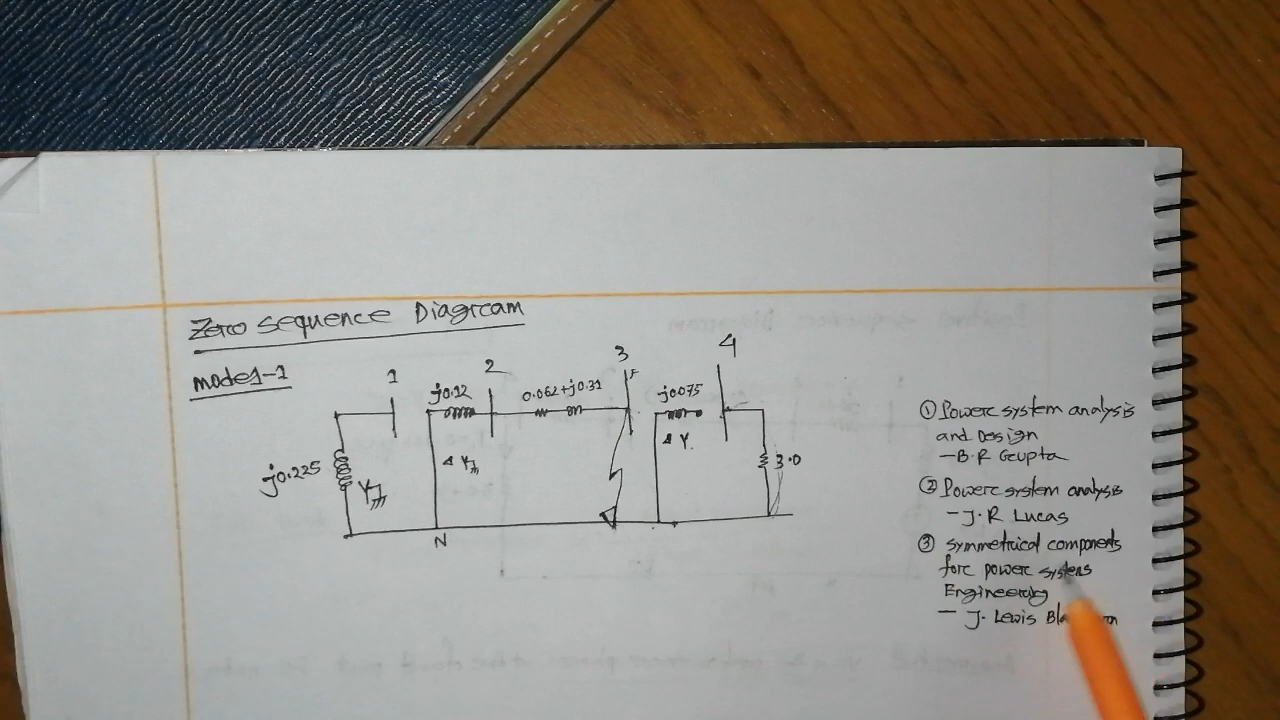 Zero sequence Diagram
model-1
1
2
3
4
F
j0.12
0.062+j0.31
j0.075
Δ Y
Δ Y
j0.225
Y
3.0
N
① Power system analysis
and Design
-B.R Gupta
② Power system analysis
- J.R Lucas
③ symmetrical components
for power systems
Engineering
- J. Lewis